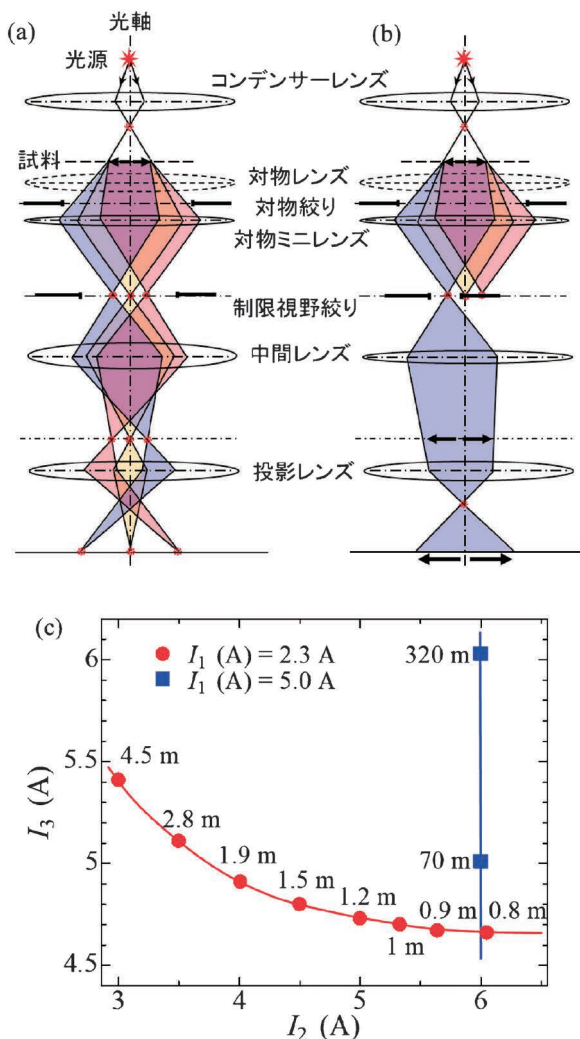 (a)
光軸
(b)
光源
コンデンサーレンズ
試料
対物レンズ
対物絞り
対物ミニレンズ
制限視野絞り
中間レンズ
投影レンズ
(c)
I₁ (A) = 2.3 A
I₁ (A) = 5.0 A
320 m
4.5 m
2.8 m
1.9 m
1.5 m
1.2 m
1 m
0.9 m
0.8 m
70 m
6
5.5
5
4.5
I₃ (A)
3 4 5 6
I₂ (A)